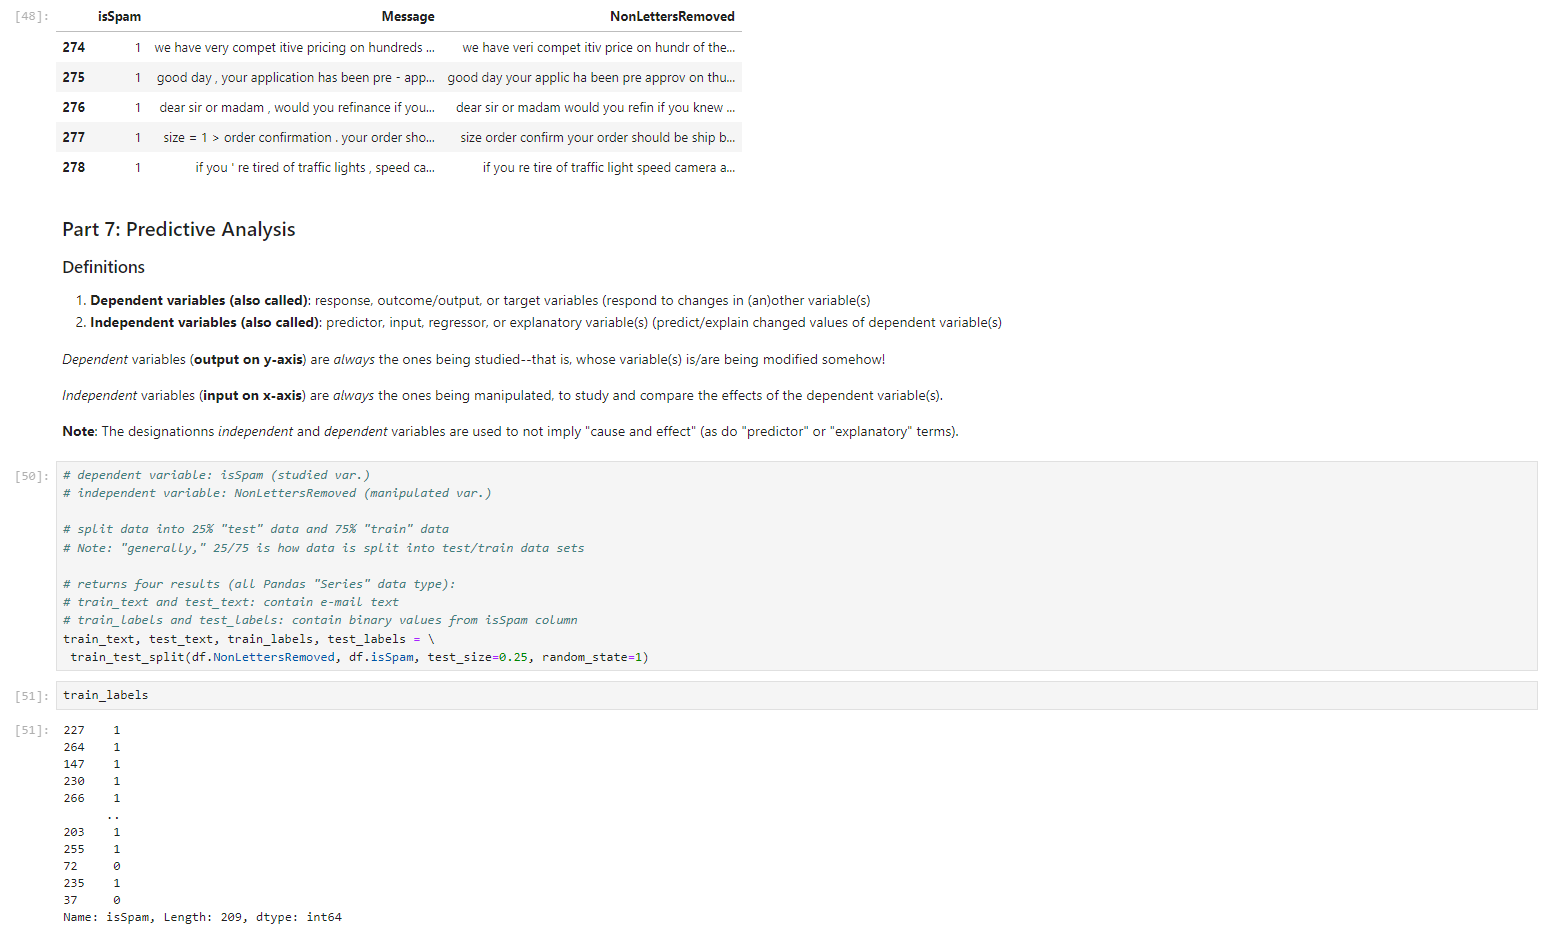 [48]: isSpam Message NonLettersRemoved
274 1 we have very compet itive pricing on hundreds ... we have veri compet itiv price on hundr of the...
275 1 good day , your application has been pre - app... good day your applic ha been pre approv on thu...
276 1 dear sir or madam , would you refinance if you... dear sir or madam would you refin if you knew ...
277 1 size = 1 > order confirmation . your order sho... size order confirm your order should be ship b...
278 1 if you ' re tired of traffic lights , speed ca... if you re tire of traffic light speed camera a...
Part 7: Predictive Analysis
Definitions
1. Dependent variables (also called): response, outcome/output, or target variables (respond to changes in (an)other variable(s)
2. Independent variables (also called): predictor, input, regressor, or explanatory variable(s) (predict/explain changed values of dependent variable(s)
Dependent variables (output on y-axis) are always the ones being studied--that is, whose variable(s) is/are being modified somehow!
Independent variables (input on x-axis) are always the ones being manipulated, to study and compare the effects of the dependent variable(s).
Note: The designationns independent and dependent variables are used to not imply "cause and effect" (as do "predictor" or "explanatory" terms).
[50]: # dependent variable: isSpam (studied var.)
# independent variable: NonLettersRemoved (manipulated var.)
# split data into 25% "test" data and 75% "train" data
# Note: "generally," 25/75 is how data is split into test/train data sets
# returns four results (all Pandas "Series" data type):
# train_text and test_text: contain e-mail text
# train_labels and test_labels: contain binary values from isSpam column
train_text, test_text, train_labels, test_labels = \
train_test_split(df.NonLettersRemoved, df.isSpam, test_size=0.25, random_state=1)
[51]: train_labels
[51]: 227 1
264 1
147 1
230 1
266 1
..
203 1
255 1
72 0
235 1
37 0
Name: isSpam, Length: 209, dtype: int64